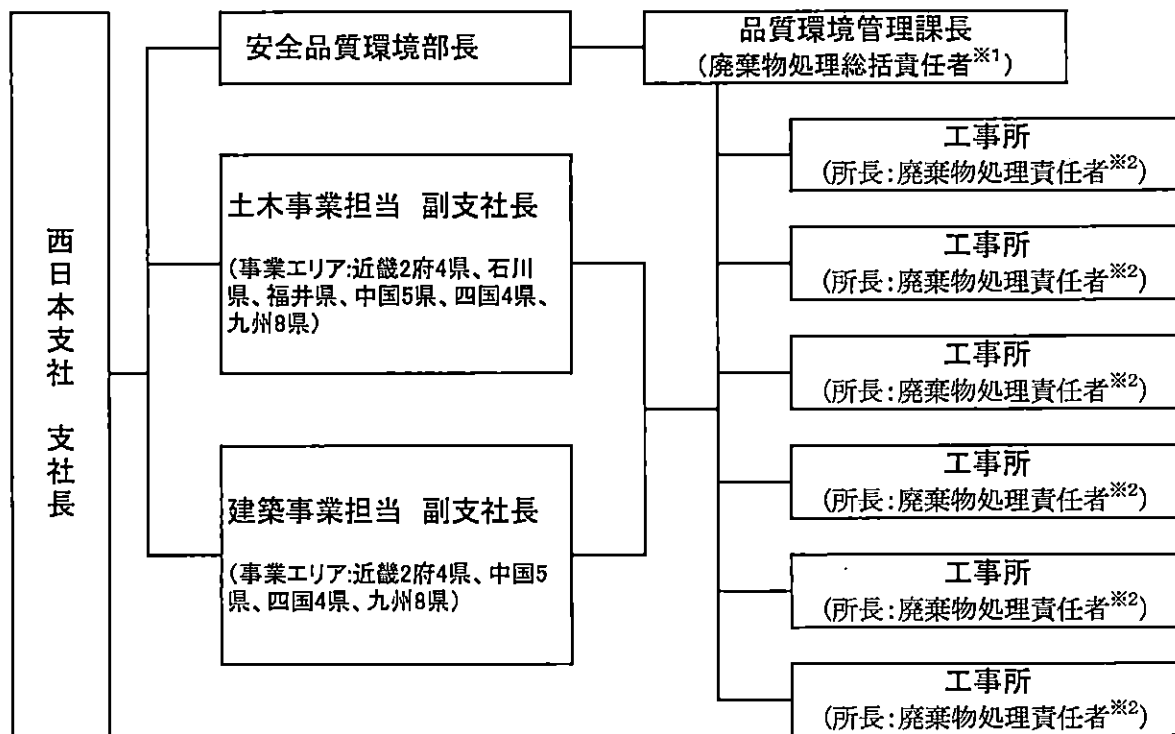 西日本支社 支社長
安全品質環境部長
品質環境管理課長
(廃棄物処理総括責任者※1)
土木事業担当 副支社長
(事業エリア:近畿2府4県、石川
県、福井県、中国5県、四国4県、
九州8県)
建築事業担当 副支社長
(事業エリア:近畿2府4県、中国5
県、四国4県、九州8県)
工事所
(所長:廃棄物処理責任者※2)
工事所
(所長:廃棄物処理責任者※2)
工事所
(所長:廃棄物処理責任者※2)
工事所
(所長:廃棄物処理責任者※2)
工事所
(所長:廃棄物処理責任者※2)
工事所
(所長:廃棄物処理責任者※2)